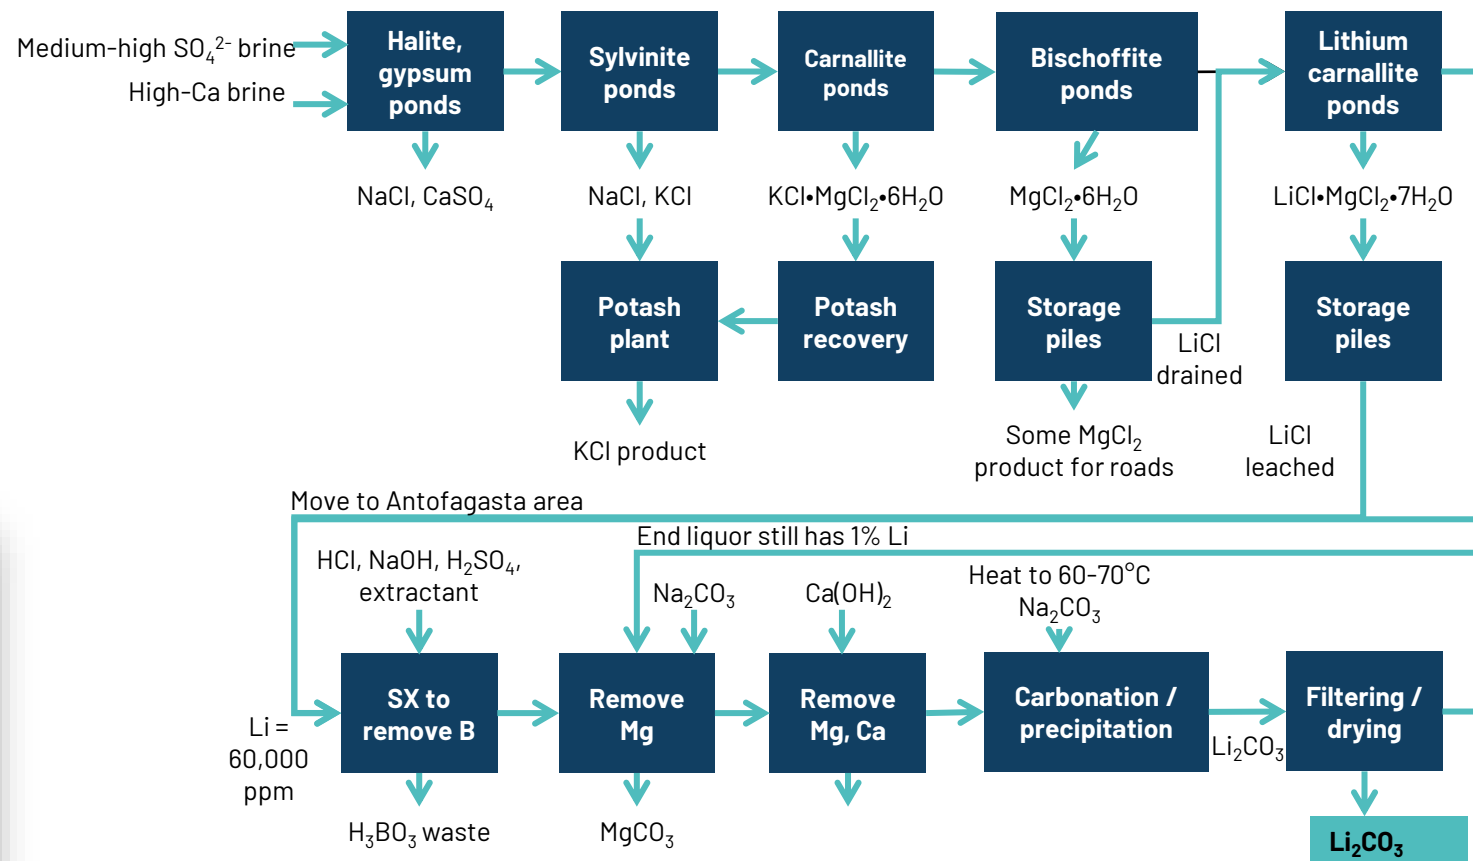 Medium-high SO₄²⁻ brine
High-Ca brine
Halite,
gypsum
ponds
Sylvinite
ponds
Carnallite
ponds
Bischoffite
ponds
Lithium
carnallite
ponds
NaCl, CaSO₄
NaCl, KCl
KCl•MgCl₂•6H₂O
MgCl₂•6H₂O
LiCl•MgCl₂•7H₂O
Potash
plant
Potash
recovery
Storage
piles
LiCl
drained
Storage
piles
KCl product
Some MgCl₂
product for roads
LiCl
leached
Move to Antofagasta area
End liquor still has 1% Li
HCl, NaOH, H₂SO₄,
extractant
Na₂CO₃
Ca(OH)₂
Heat to 60-70°C
Na₂CO₃
Li =
60,000
ppm
SX to
remove B
Remove
Mg
Remove
Mg, Ca
Carbonation /
precipitation
Li₂CO₃
Filtering /
drying
H₃BO₃ waste
MgCO₃
Li₂CO₃